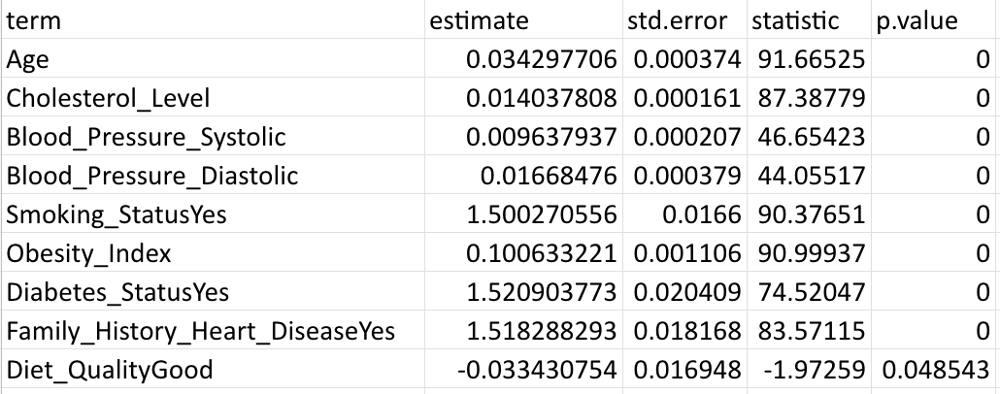 term estimate std.error statistic p.value
Age 0.034297706 0.000374 91.66525 0
Cholesterol_Level 0.014037808 0.000161 87.38779 0
Blood_Pressure_Systolic 0.009637937 0.000207 46.65423 0
Blood_Pressure_Diastolic 0.01668476 0.000379 44.05517 0
Smoking_StatusYes 1.500270556 0.0166 90.37651 0
Obesity_Index 0.100633221 0.001106 90.99937 0
Diabetes_StatusYes 1.520903773 0.020409 74.52047 0
Family_History_Heart_DiseaseYes 1.518288293 0.018168 83.57115 0
Diet_QualityGood -0.033430754 0.016948 -1.97259 0.048543